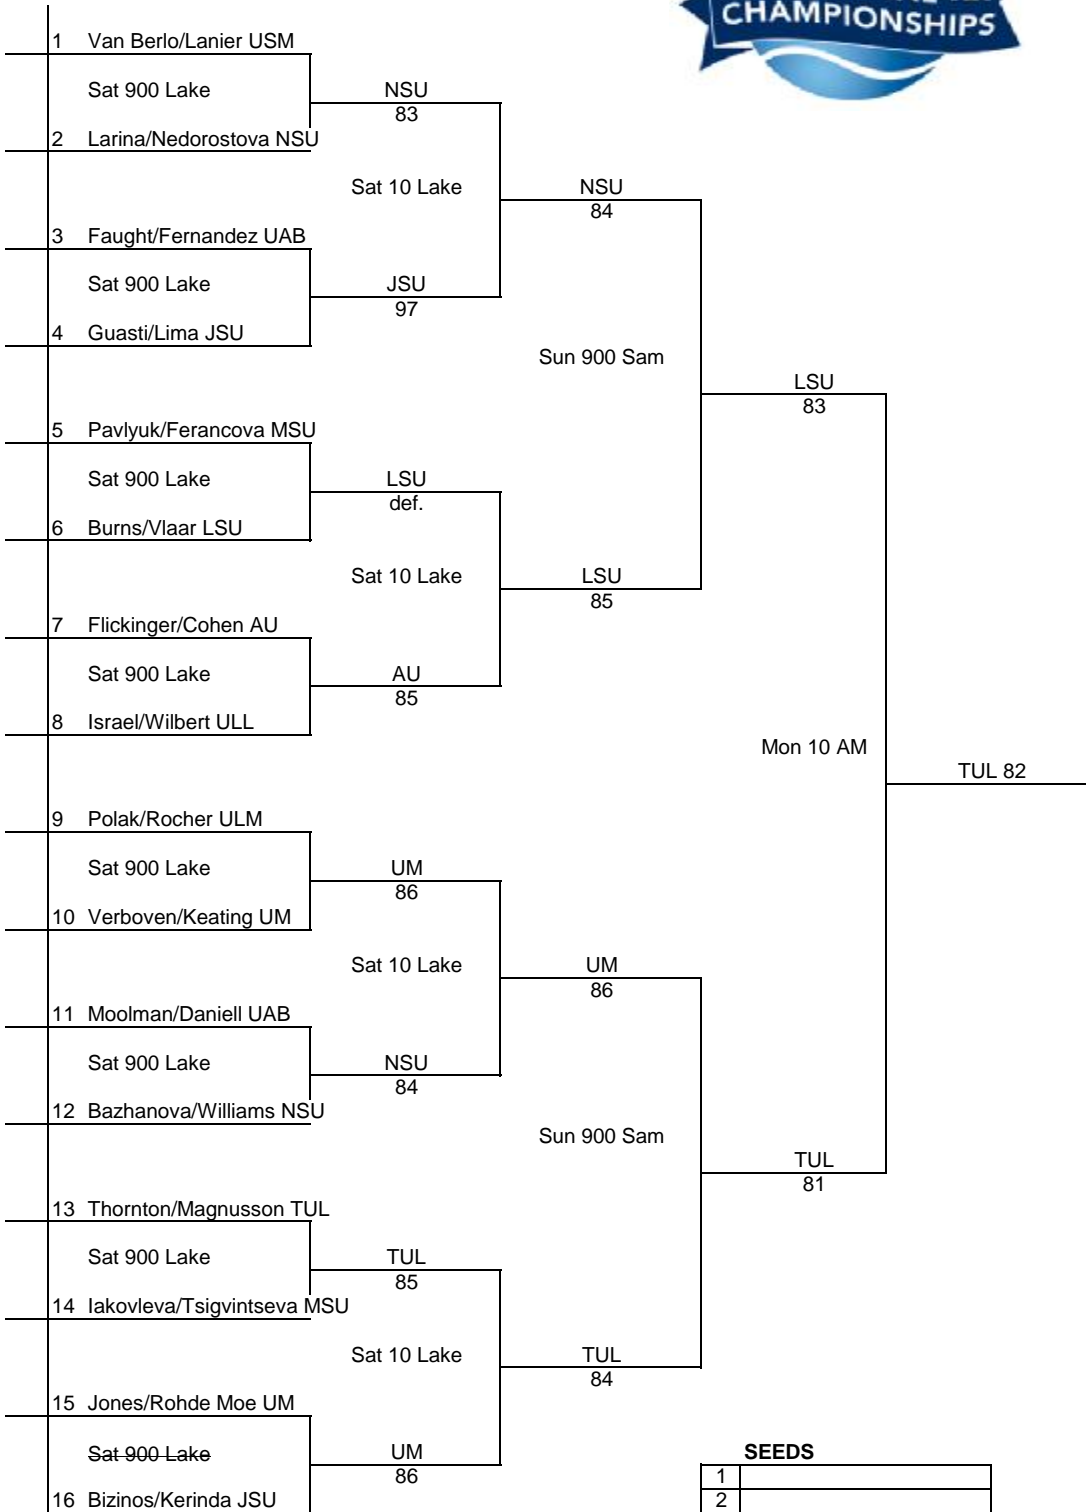 CHAMPIONSHIPS
1 Van Berlo/Lanier USM
Sat 900 Lake
NSU
83
2 Larina/Nedorostova NSU
Sat 10 Lake
NSU
84
3 Faught/Fernandez UAB
Sat 900 Lake
JSU
97
4 Guasti/Lima JSU
Sun 900 Sam
LSU
83
5 Pavlyuk/Ferancova MSU
Sat 900 Lake
LSU
def.
6 Burns/Vlaar LSU
Sat 10 Lake
LSU
85
7 Flickinger/Cohen AU
Sat 900 Lake
AU
85
8 Israel/Wilbert ULL
Mon 10 AM
TUL 82
9 Polak/Rocher ULM
Sat 900 Lake
UM
86
10 Verboven/Keating UM
Sat 10 Lake
UM
86
11 Moolman/Daniell UAB
Sat 900 Lake
NSU
84
12 Bazhanova/Williams NSU
Sun 900 Sam
TUL
81
13 Thornton/Magnusson TUL
Sat 900 Lake
TUL
85
14 Iakovleva/Tsigvintseva MSU
Sat 10 Lake
TUL
84
15 Jones/Rohde Moe UM
Sat 900 Lake
UM
86
SEEDS
1
16 Bizinos/Kerinda JSU
2